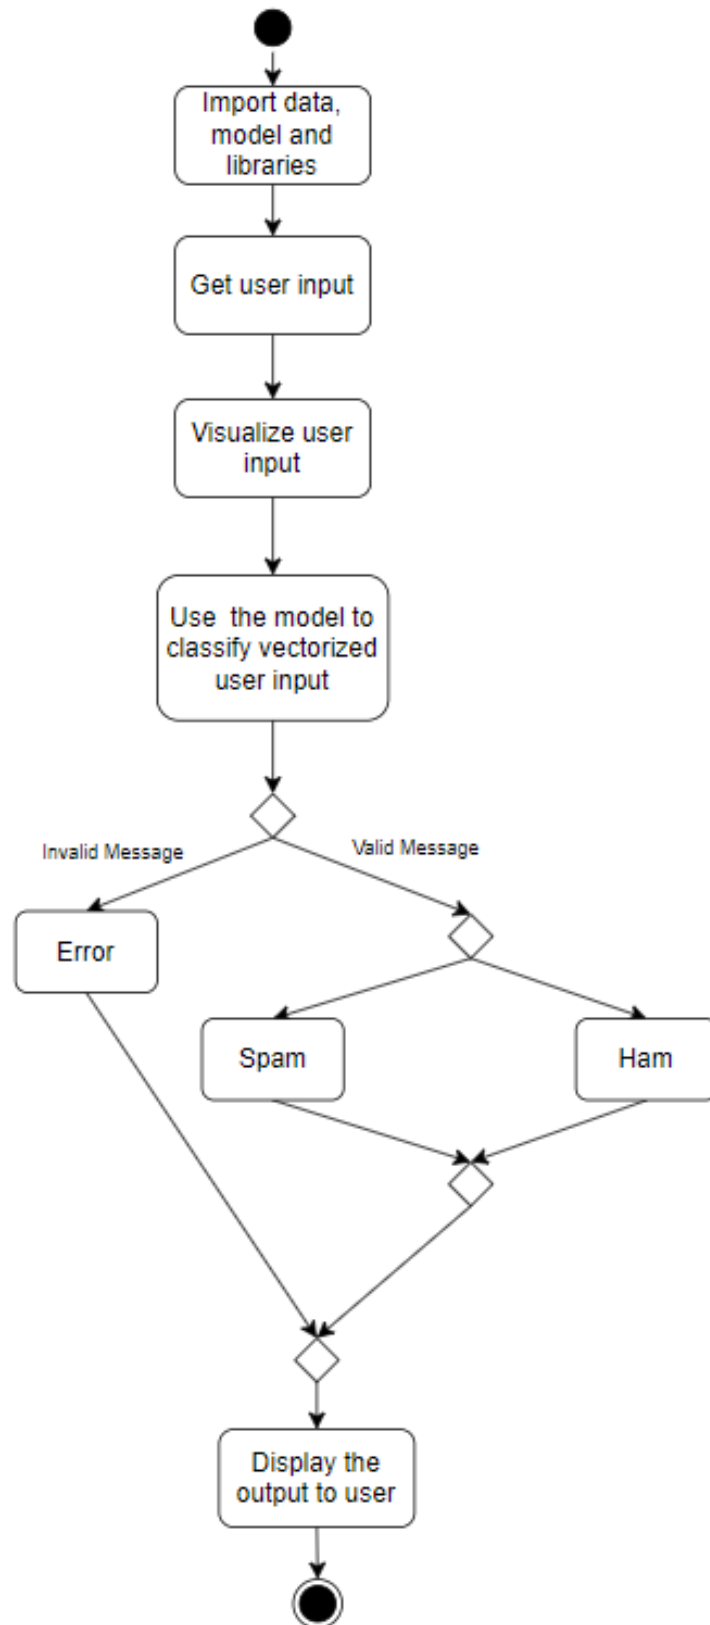 Import data,
model and
libraries
Get user input
Visualize user
input
Use the model to
classify vectorized
user input
Invalid Message
Valid Message
Error
Spam
Ham
Display the
output to user